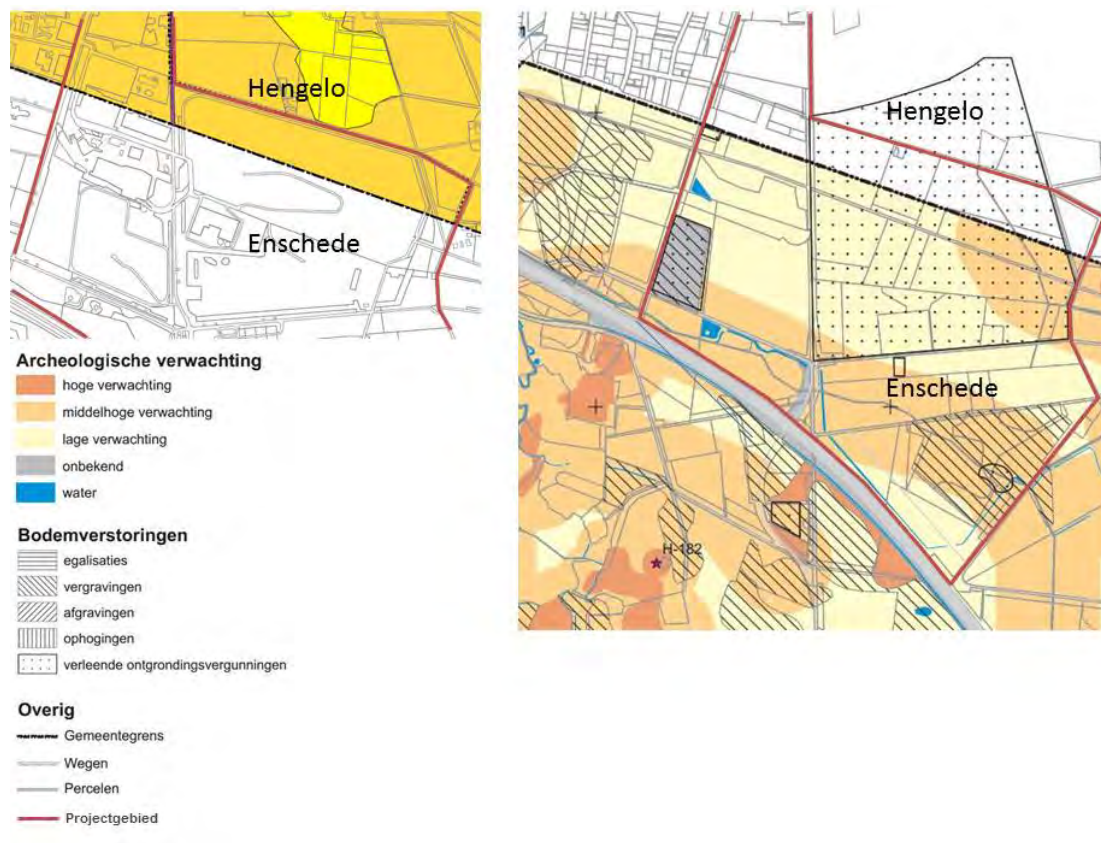 Hengelo
Enschede
Hengelo
Enschede
H-182
Archeologische verwachting
hoge verwachting
middelhoge verwachting
lage verwachting
onbekend
water
Bodemverstoringen
egalisaties
vergravingen
afgravingen
ophogingen
verleende ontgrondingsvergunningen
Overig
Gemeentegrens
Wegen
Percelen
Projectgebied